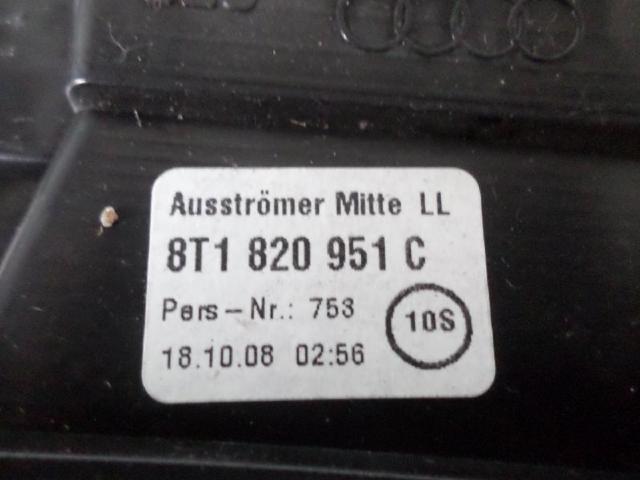 Ausströmer Mitte LL
8T1 820 951 C
Pers-Nr.: 753
10S
18.10.08 02:56